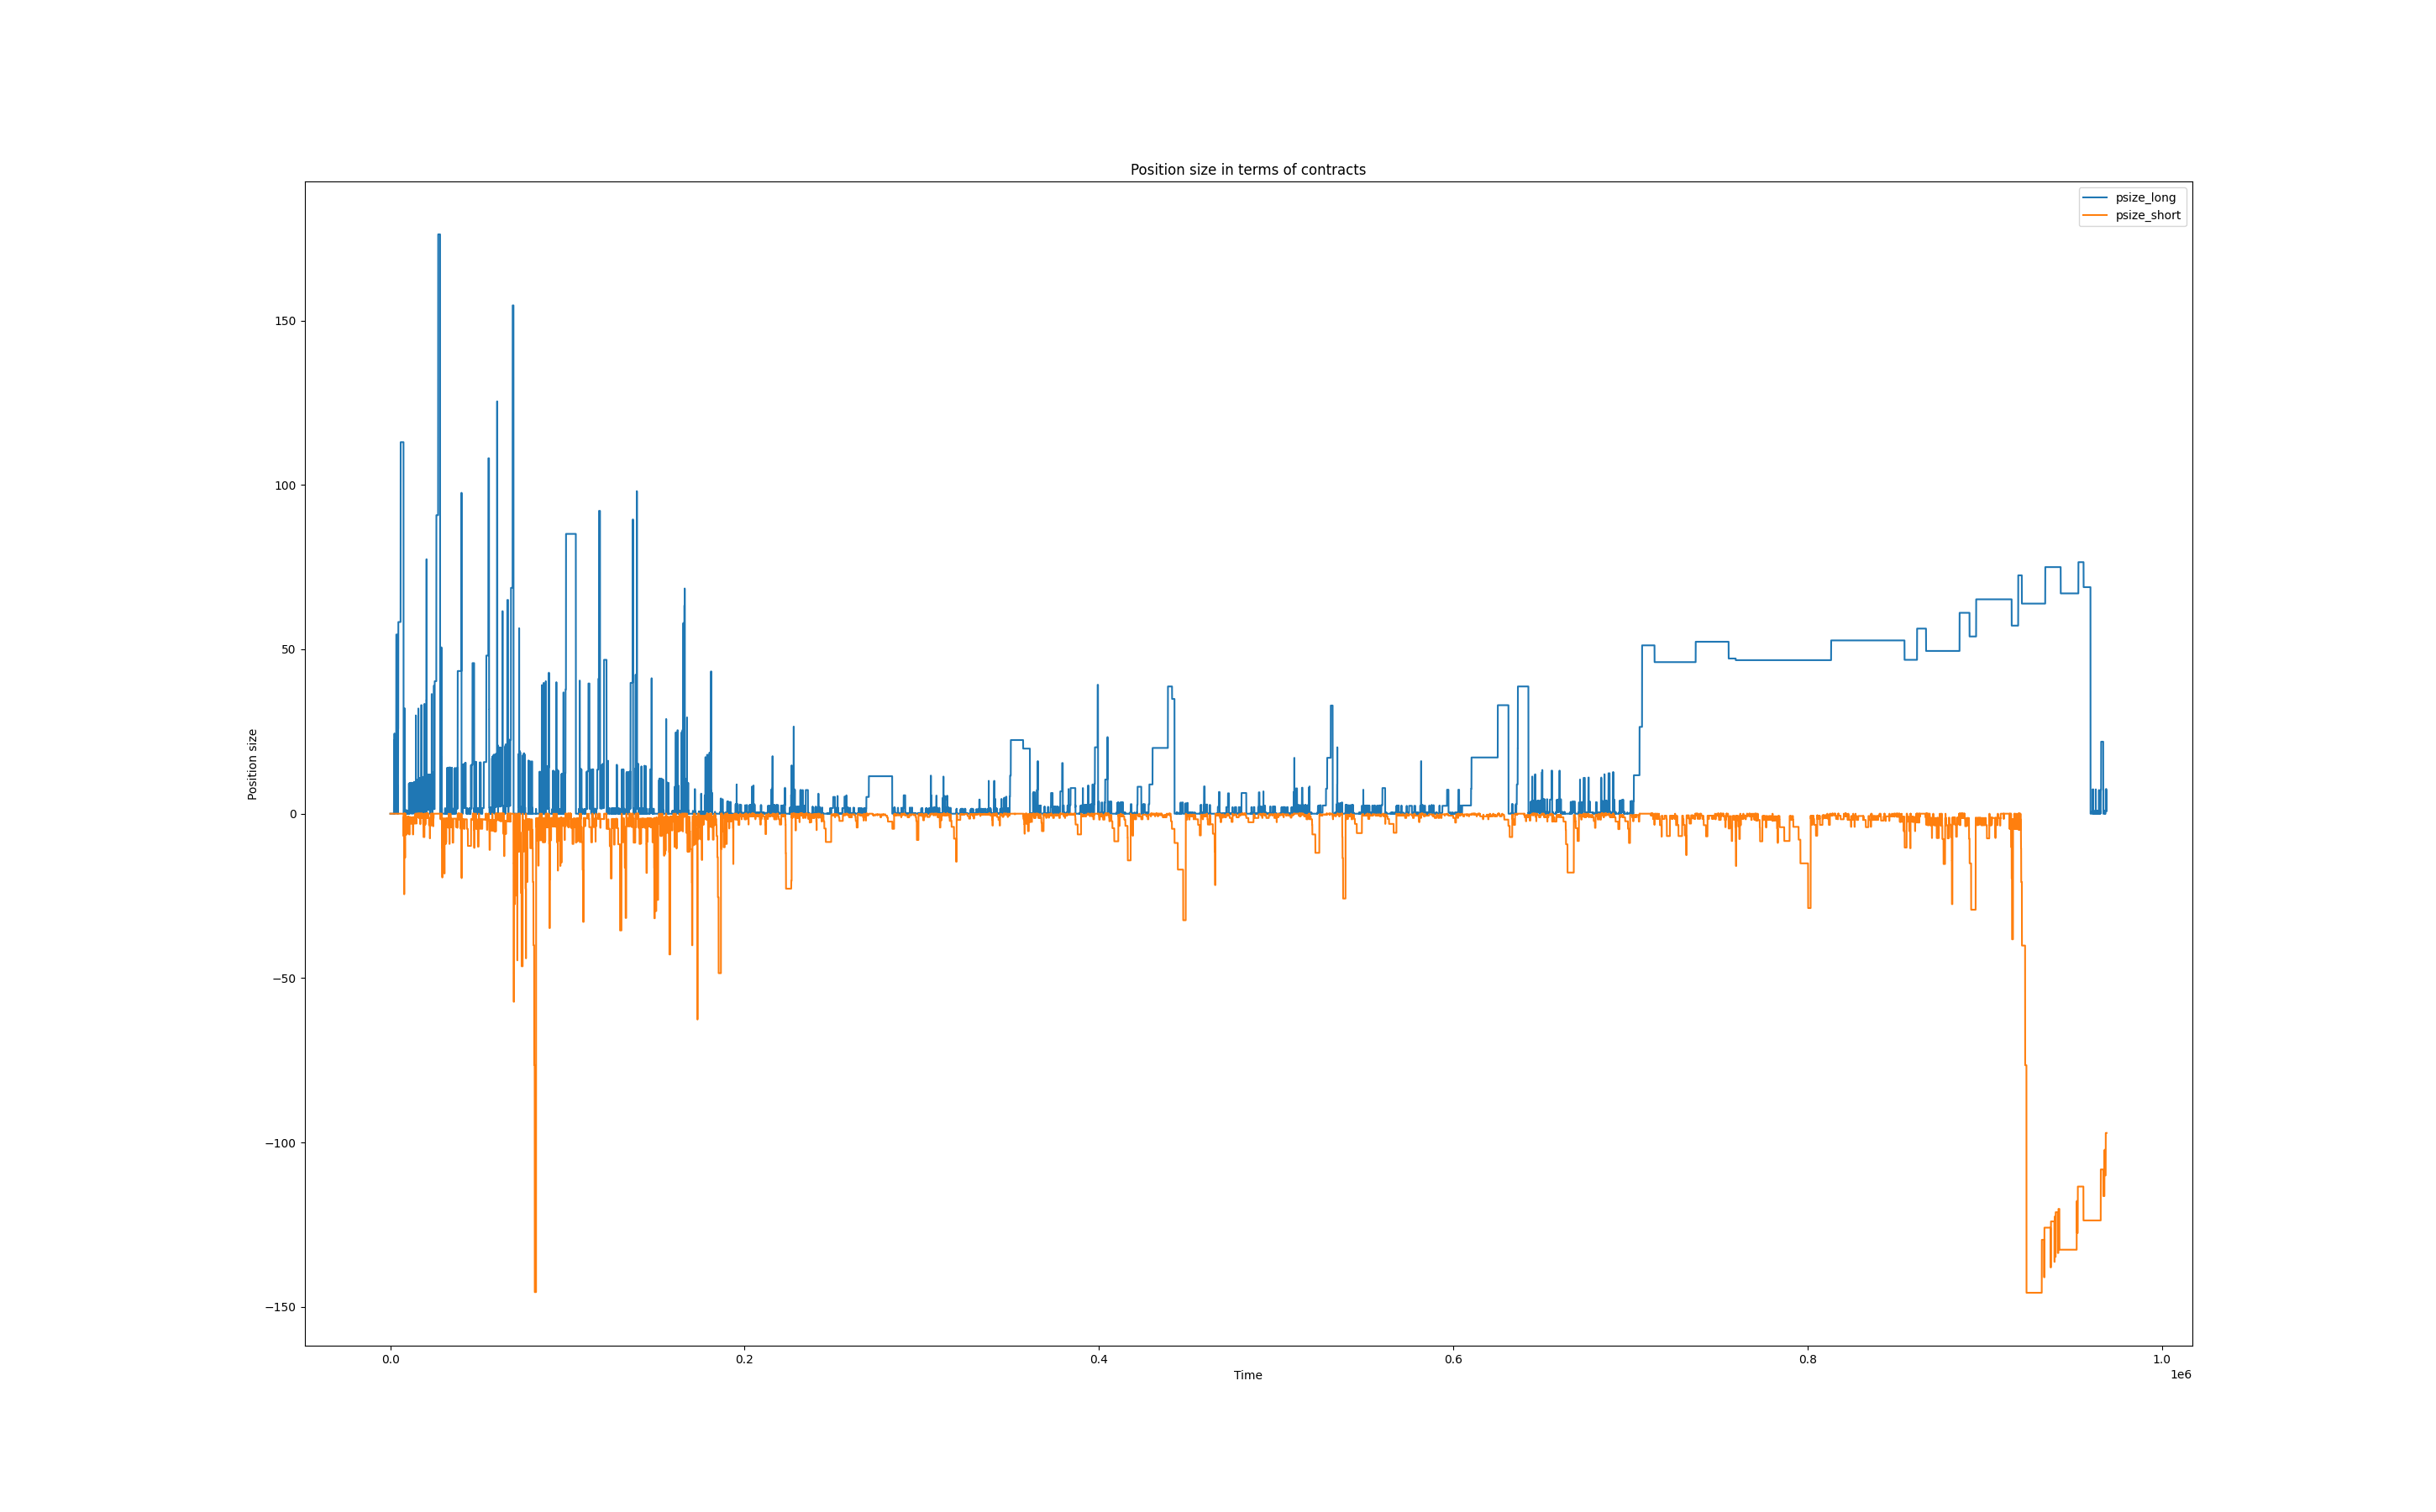 Position size in terms of contracts
psize_long
psize_short
Position size
150
100
50
0
−50
−100
−150
0.0
0.2
0.4
0.6
0.8
1.0
Time
1e6